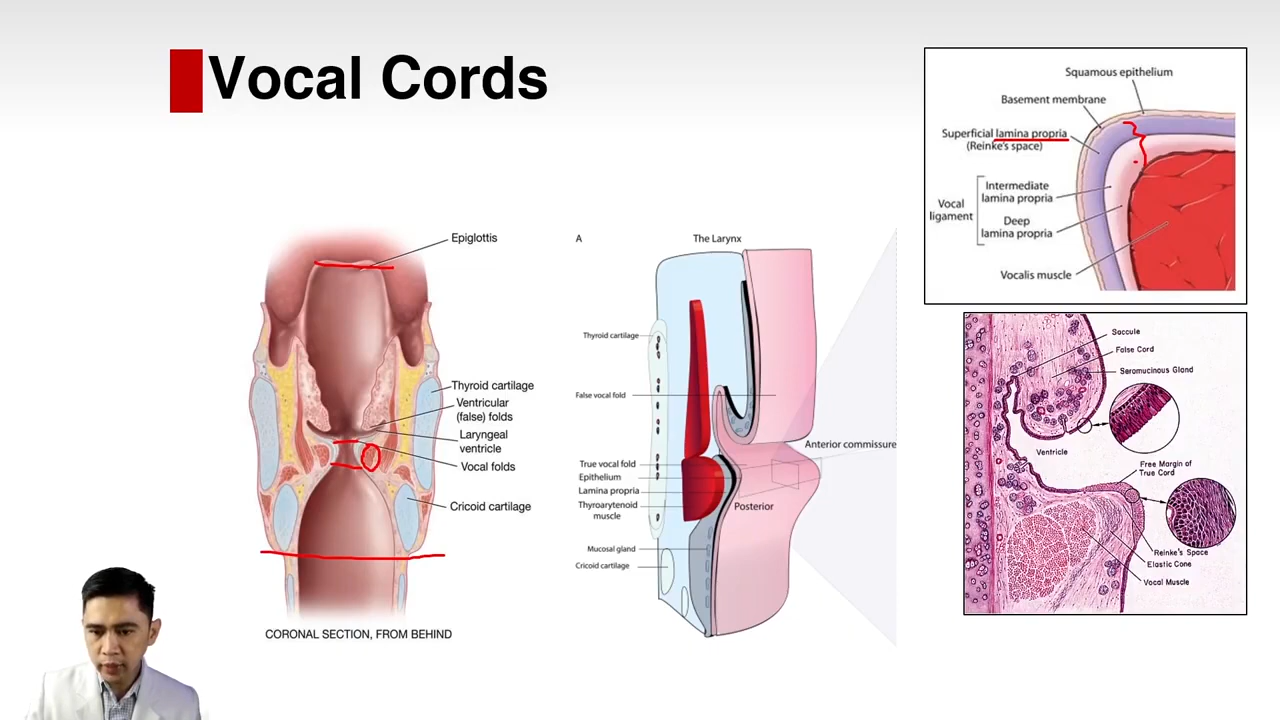 Vocal Cords
Epiglottis
Thyroid cartilage
Ventricular
(false) folds
Laryngeal
ventricle
Vocal folds
Cricoid cartilage
CORONAL SECTION, FROM BEHIND
A
The Larynx
Thyroid cartilage
False vocal fold
Anterior commissure
True vocal fold
Epithelium
Lamina propria
Thyroarytenoid
muscle
Posterior
Mucosal gland
Cricoid cartilage
Squamous epithelium
Basement membrane
Superficial lamina propria
(Reinke's space)
Intermediate
lamina propria
Vocal
ligament
Deep
lamina propria
Vocalis muscle
Saccule
False Cord
Seromucinous Gland
Ventricle
Free Margin of
True Cord
Reinke's Space
Elastic Cone
Vocal Muscle